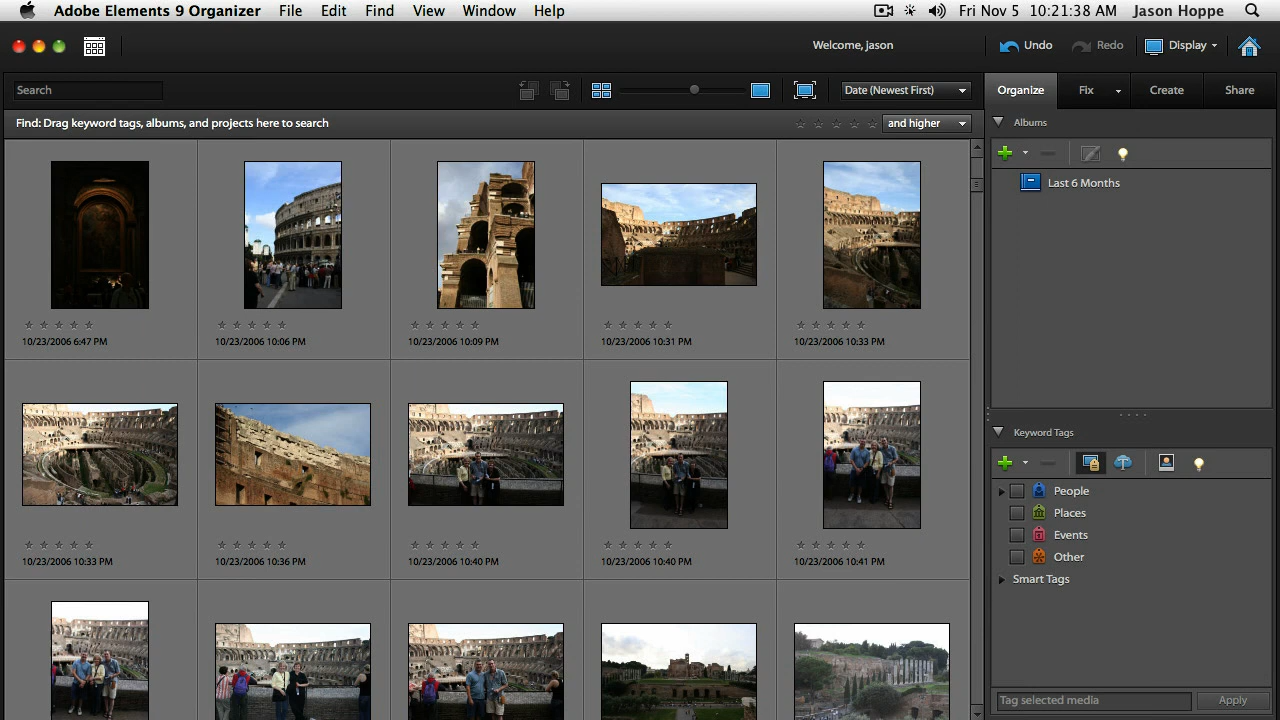 Adobe Elements 9 Organizer File Edit Find View Window Help Fri Nov 5 10:21:38 AM Jason Hoppe
Welcome, Jason Undo Redo Display
Search Date (Newest First) Organize Fix Create Share
Find: Drag keyword tags, albums, and projects here to search and higher Albums
Last 6 Months
10/23/2006 6:47 PM 10/23/2006 10:06 PM 10/23/2006 10:09 PM 10/23/2006 10:31 PM 10/23/2006 10:33 PM
Keyword Tags
People
Places
Events
Other
10/23/2006 10:33 PM 10/23/2006 10:36 PM 10/23/2006 10:40 PM 10/23/2006 10:40 PM 10/23/2006 10:41 PM
Smart Tags
Tag selected media Apply